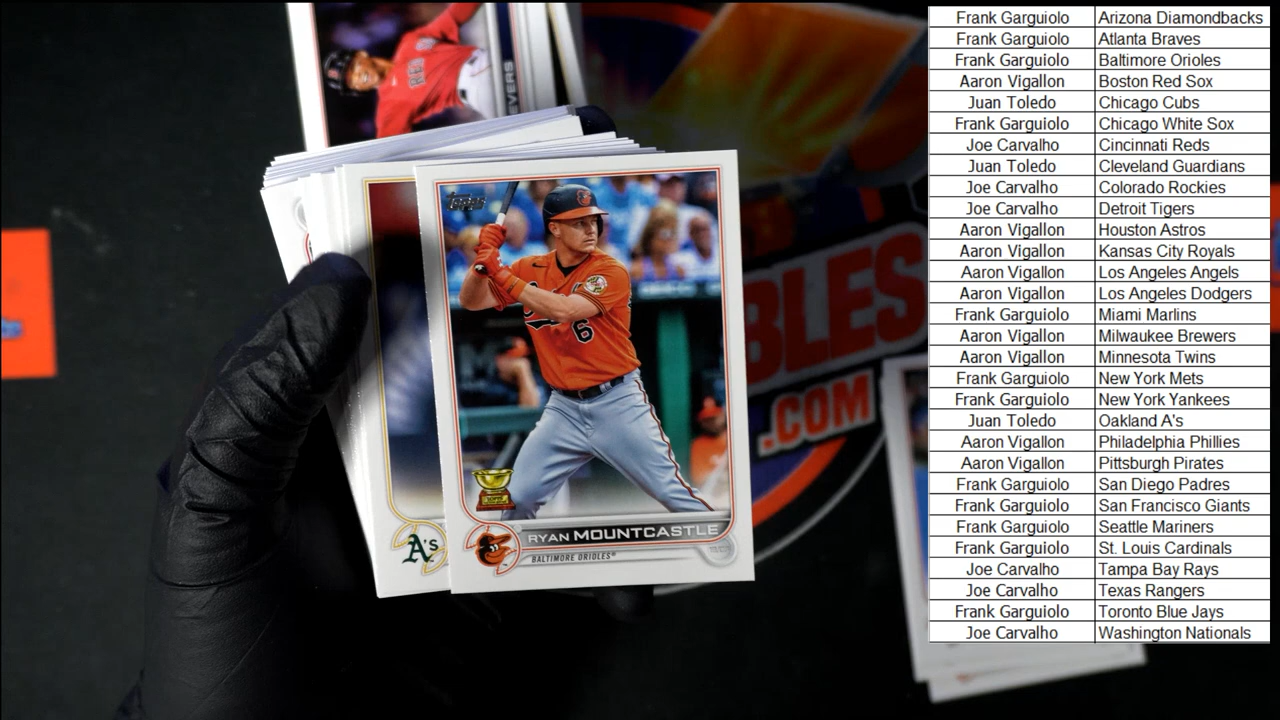 RED
EVERS
Topps
6
A's
RYAN MOUNTCASTLE
BALTIMORE ORIOLES
BLES
.COM
Frank Garguiolo Arizona Diamondbacks
Frank Garguiolo Atlanta Braves
Frank Garguiolo Baltimore Orioles
Aaron Vigallon Boston Red Sox
Juan Toledo Chicago Cubs
Frank Garguiolo Chicago White Sox
Joe Carvalho Cincinnati Reds
Juan Toledo Cleveland Guardians
Joe Carvalho Colorado Rockies
Joe Carvalho Detroit Tigers
Aaron Vigallon Houston Astros
Aaron Vigallon Kansas City Royals
Aaron Vigallon Los Angeles Angels
Aaron Vigallon Los Angeles Dodgers
Frank Garguiolo Miami Marlins
Aaron Vigallon Milwaukee Brewers
Aaron Vigallon Minnesota Twins
Frank Garguiolo New York Mets
Frank Garguiolo New York Yankees
Juan Toledo Oakland A's
Aaron Vigallon Philadelphia Phillies
Aaron Vigallon Pittsburgh Pirates
Frank Garguiolo San Diego Padres
Frank Garguiolo San Francisco Giants
Frank Garguiolo Seattle Mariners
Frank Garguiolo St. Louis Cardinals
Joe Carvalho Tampa Bay Rays
Joe Carvalho Texas Rangers
Frank Garguiolo Toronto Blue Jays
Joe Carvalho Washington Nationals